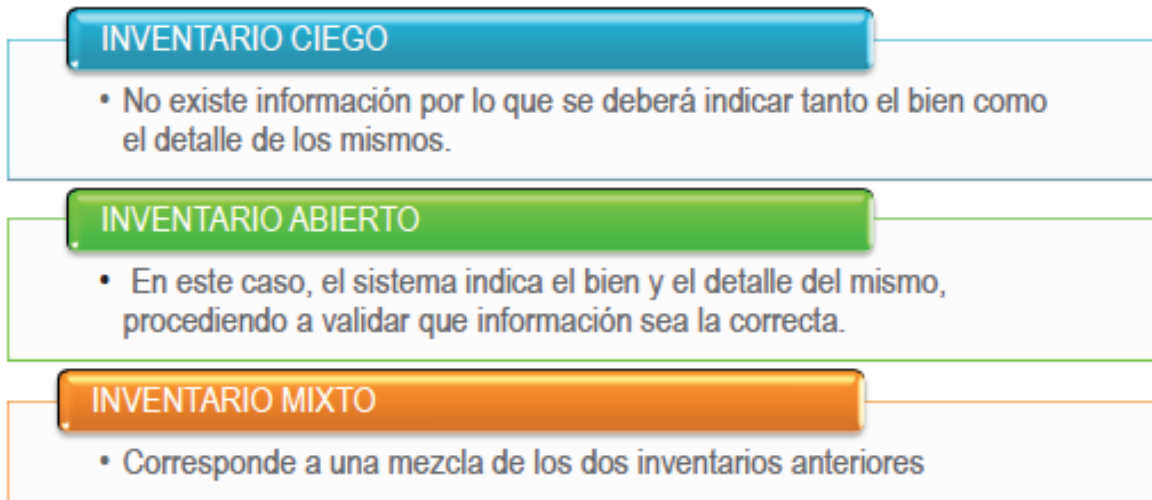 INVENTARIO CIEGO
• No existe información por lo que se deberá indicar tanto el bien como
el detalle de los mismos.
INVENTARIO ABIERTO
• En este caso, el sistema indica el bien y el detalle del mismo,
procediendo a validar que información sea la correcta.
INVENTARIO MIXTO
• Corresponde a una mezcla de los dos inventarios anteriores